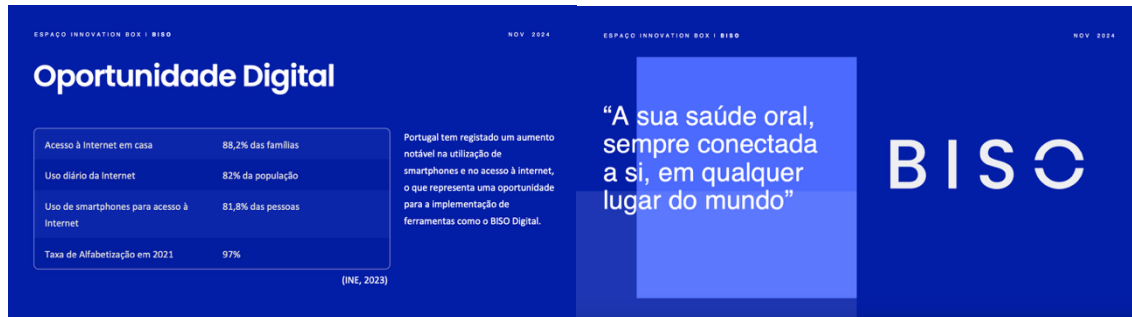 ESPAÇO INNOVATION BOX I BISO
NOV 2024
Oportunidade Digital
Acesso à Internet em casa 88,2% das famílias
Uso diário da Internet 82% da população
Uso de smartphones para acesso à 81,8% das pessoas
Internet
Taxa de Alfabetização em 2021 97%
(INE, 2023)
Portugal tem registado um aumento
notável na utilização de
smartphones e no acesso à internet,
o que representa uma oportunidade
para a implementação de
ferramentas como o BISO Digital.
ESPAÇO INNOVATION BOX I BISO
NOV 2024
“A sua saúde oral,
sempre conectada
a si, em qualquer
lugar do mundo”
BISO